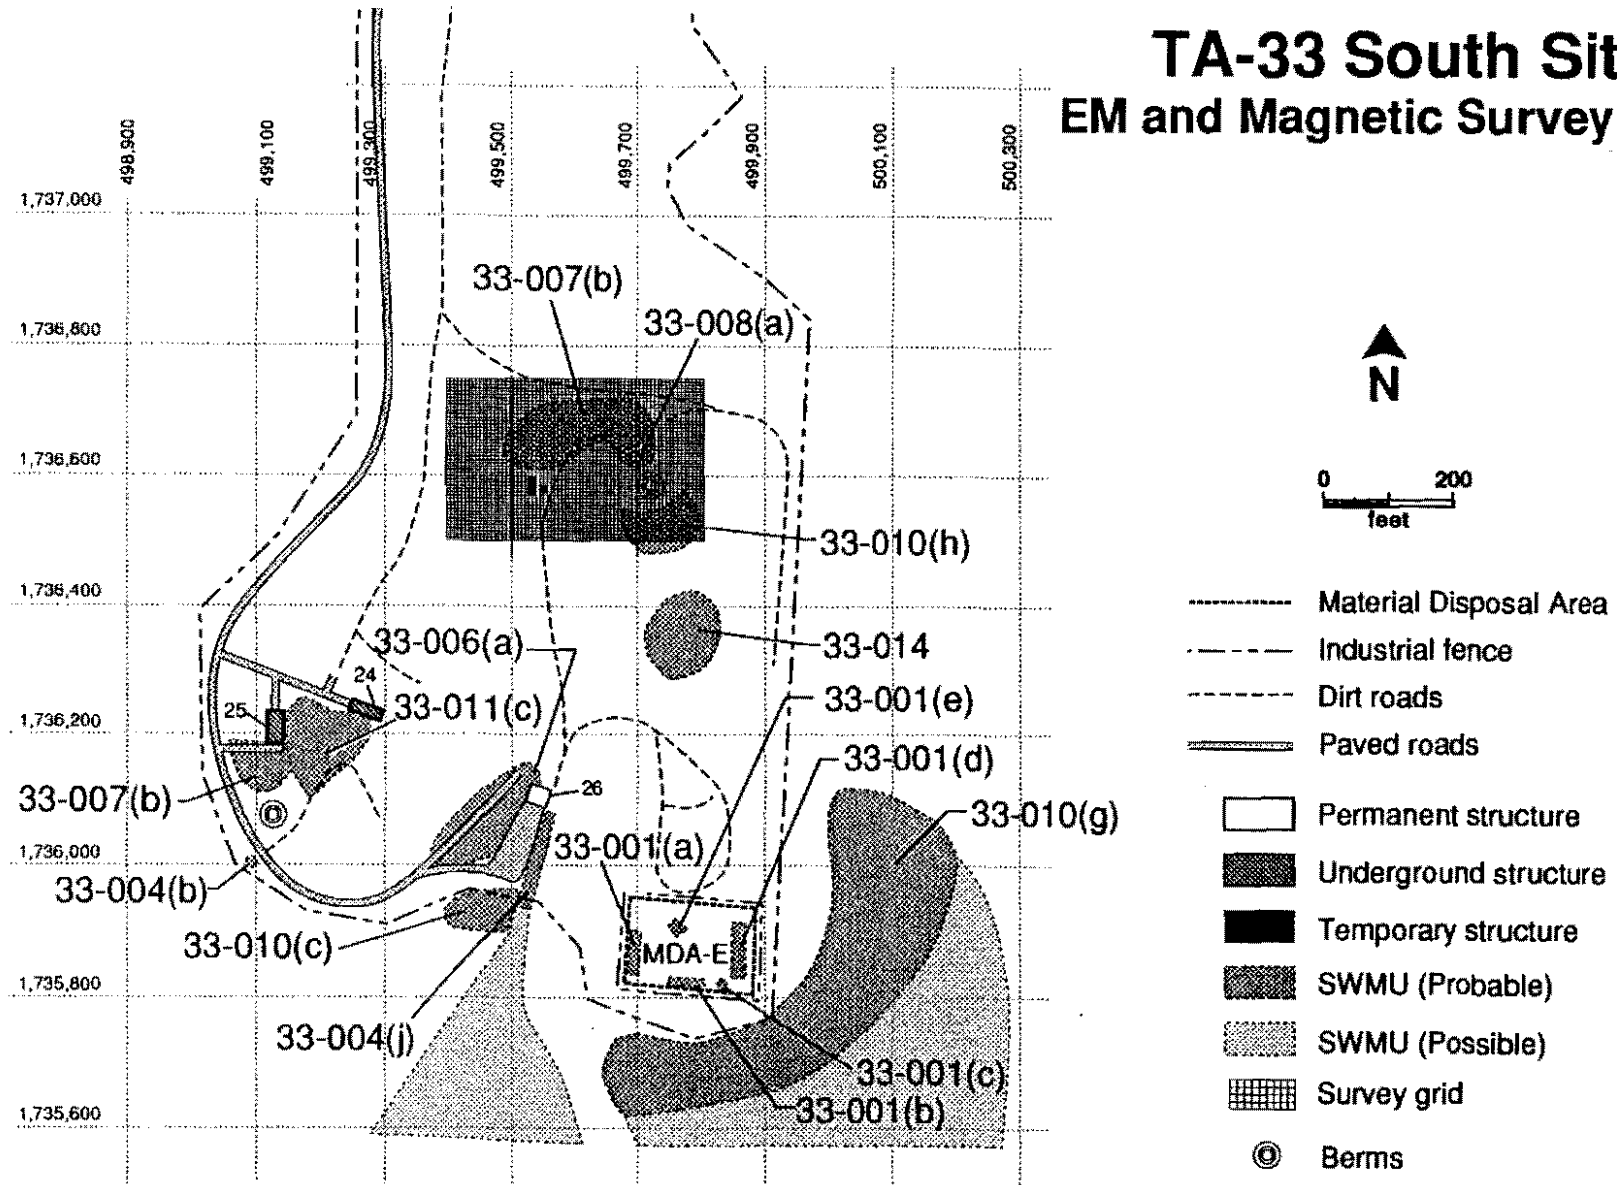 TA-33 South Sit
EM and Magnetic Survey
498,900
499,100
499,300
499,500
499,700
499,900
500,100
500,300
1,737,000
1,736,800
1,736,600
1,736,400
1,736,200
1,736,000
1,735,800
1,735,600
33-007(b)
33-008(a)
33-010(h)
33-014
33-006(a)
24
33-011(c)
25
33-001(e)
33-001(d)
33-007(b)
26
33-010(g)
33-001(a)
33-004(b)
33-010(c)
MDA-E
33-004(j)
33-001(c)
33-001(b)
N
0 200
feet
Material Disposal Area
Industrial fence
Dirt roads
Paved roads
Permanent structure
Underground structure
Temporary structure
SWMU (Probable)
SWMU (Possible)
Survey grid
Berms